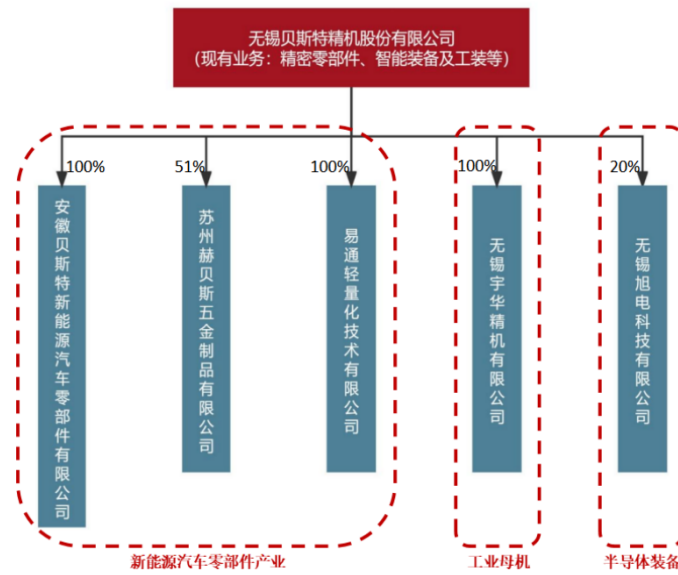 无锡贝斯特精机股份有限公司
（现有业务：精密零部件、智能装备及工装等）
100%
51%
100%
100%
20%
安徽贝斯特新能源汽车零部件有限公司
苏州赫贝斯五金制品有限公司
易通轻量化技术有限公司
无锡宇华精机有限公司
无锡旭电科技有限公司
新能源汽车零部件产业
工业母机
半导体装备